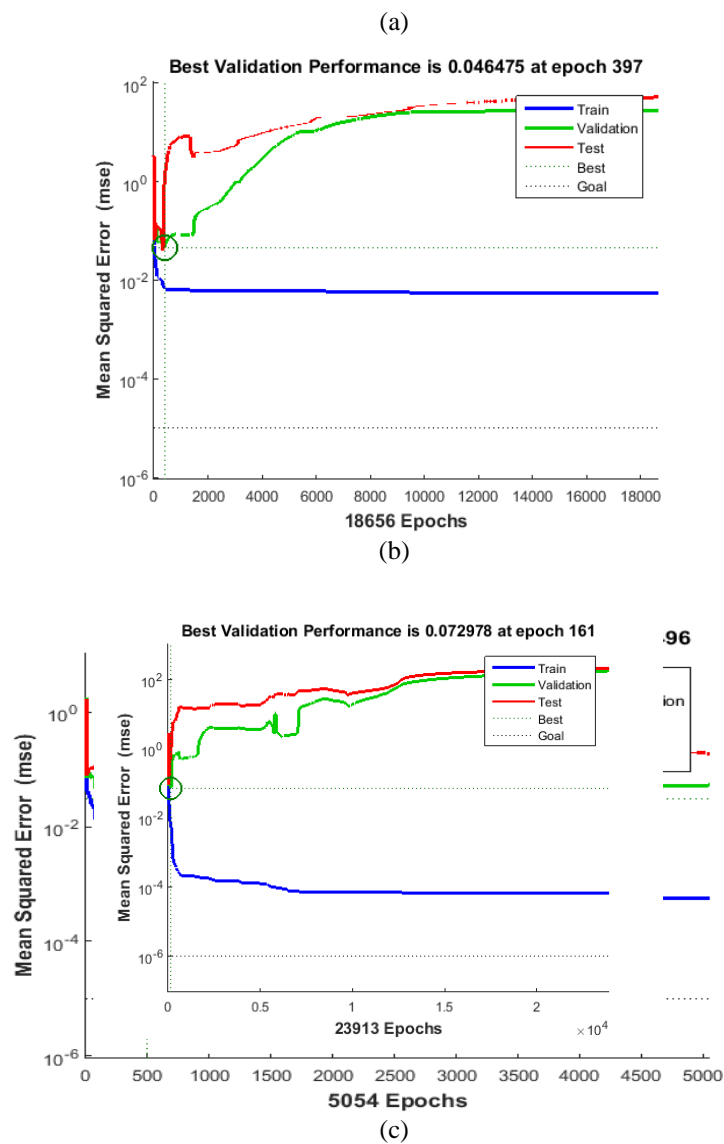 (a)
Best Validation Performance is 0.046475 at epoch 397
Mean Squared Error (mse)
10^2
10^0
10^-2
10^-4
10^-6
Train
Validation
Test
Best
Goal
0 2000 4000 6000 8000 10000 12000 14000 16000 18000
18656 Epochs
(b)
Best Validation Performance is 0.072978 at epoch 161
Mean Squared Error (mse)
10^2
10^0
10^-2
10^-4
10^-6
Train
Validation
Test
Best
Goal
0 0.5 1 1.5 2
×10^4
23913 Epochs
96
Mean Squared Error (mse)
10^0
10^-2
10^-4
10^-6
0 500 1000 1500 2000 2500 3000 3500 4000 4500 5000
5054 Epochs
(c)